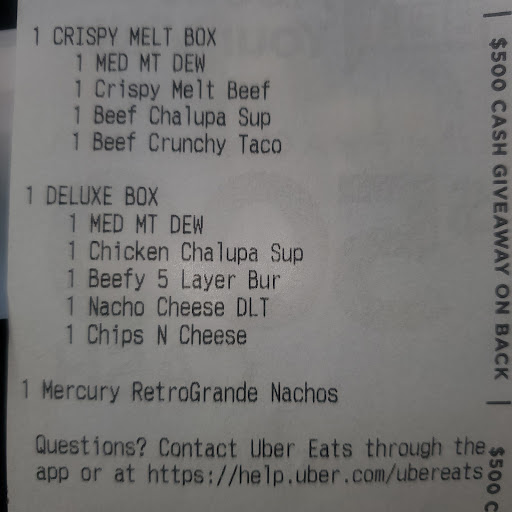 1 CRISPY MELT BOX
1 MED MT DEW
1 Crispy Melt Beef
1 Beef Chalupa Sup
1 Beef Crunchy Taco
1 DELUXE BOX
1 MED MT DEW
1 Chicken Chalupa Sup
1 Beefy 5 Layer Bur
1 Nacho Cheese DLT
1 Chips N Cheese
1 Mercury RetroGrande Nachos
Questions? Contact Uber Eats through the
app or at https://help.uber.com/ubereats
| $500 CASH GIVEAWAY ON BACK |
$500 C